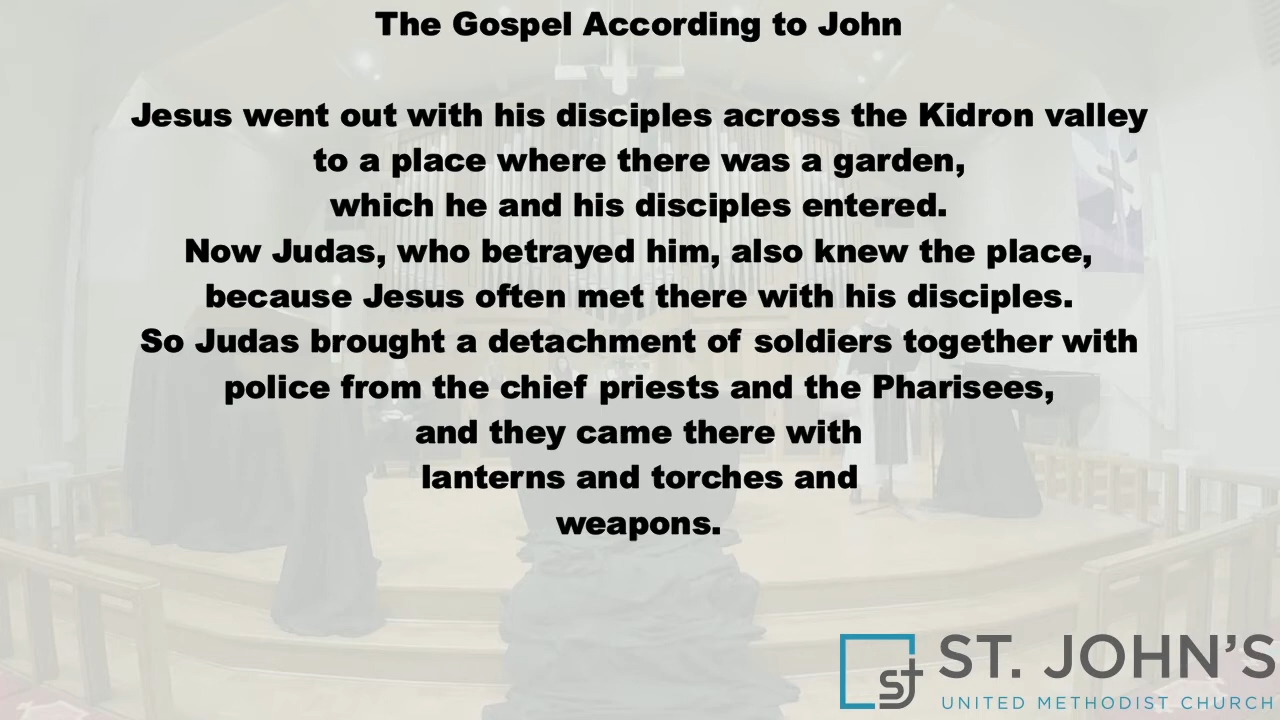 The Gospel According to John
Jesus went out with his disciples across the Kidron valley
to a place where there was a garden,
which he and his disciples entered.
Now Judas, who betrayed him, also knew the place,
because Jesus often met there with his disciples.
So Judas brought a detachment of soldiers together with
police from the chief priests and the Pharisees,
and they came there with
lanterns and torches and
weapons.
SJ
ST. JOHN'S
UNITED METHODIST CHURCH